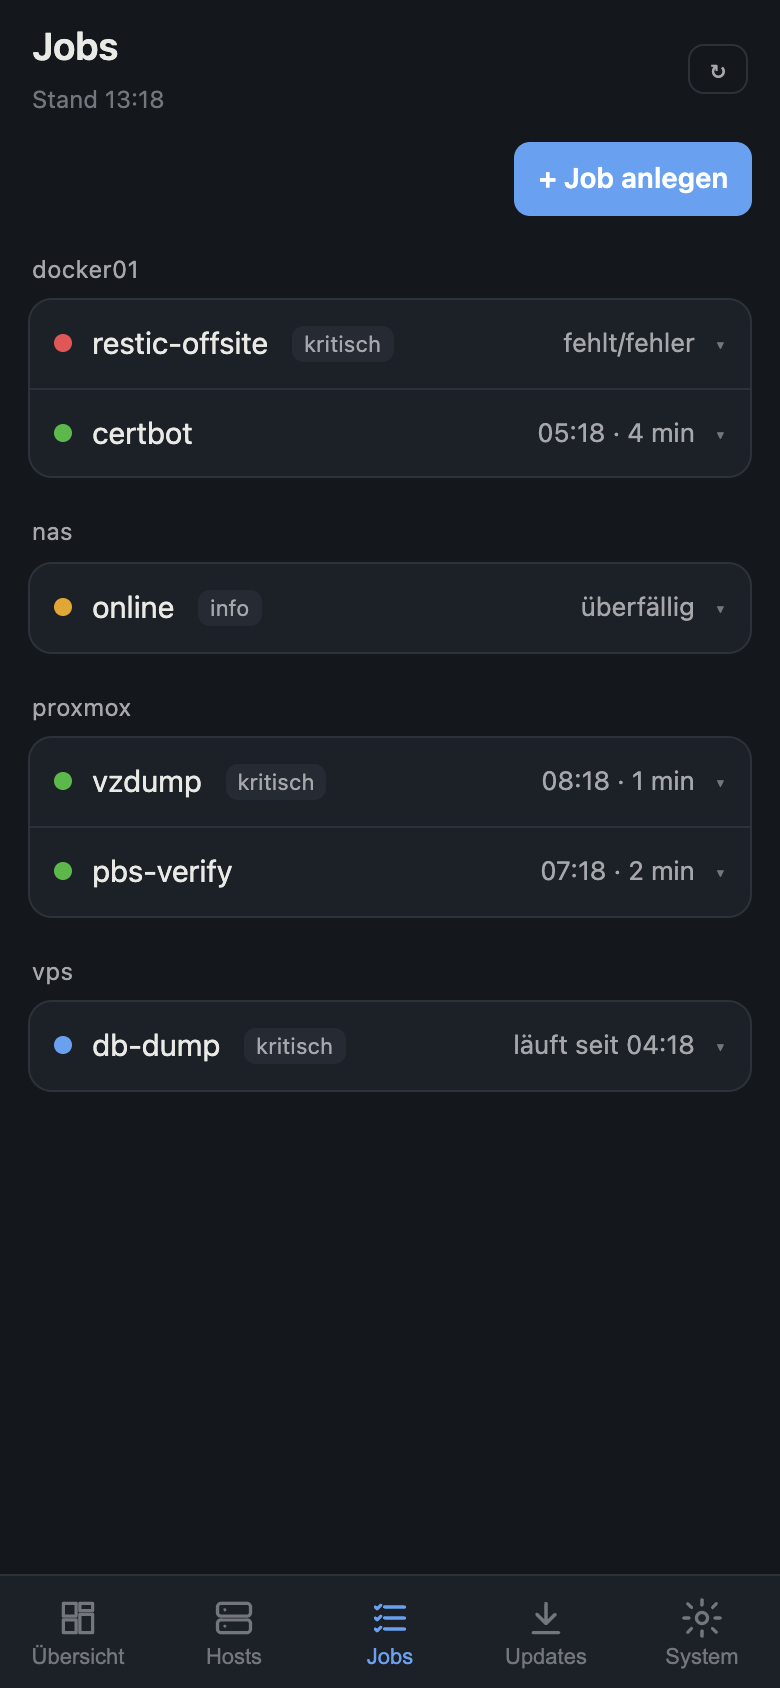 Jobs
Stand 13:18
↻
+ Job anlegen
docker01
restic-offsite kritisch fehlt/fehler ▾
certbot 05:18 · 4 min ▾
nas
online info überfällig ▾
proxmox
vzdump kritisch 08:18 · 1 min ▾
pbs-verify 07:18 · 2 min ▾
vps
db-dump kritisch läuft seit 04:18 ▾
Übersicht Hosts Jobs Updates System